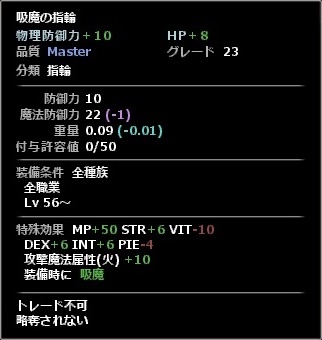 吸魔の指輪
物理防御力+10 HP+8
品質 Master グレード 23
分類 指輪
防御力 10
魔法防御力 22 (-1)
重量 0.09 (-0.01)
付与許容値 0/50
装備条件 全種族
全職業
Lv 56～
特殊効果 MP+50 STR+6 VIT-10
DEX+6 INT+6 PIE-4
攻撃魔法属性(火) +10
装備時に 吸魔
トレード不可
略奪されない